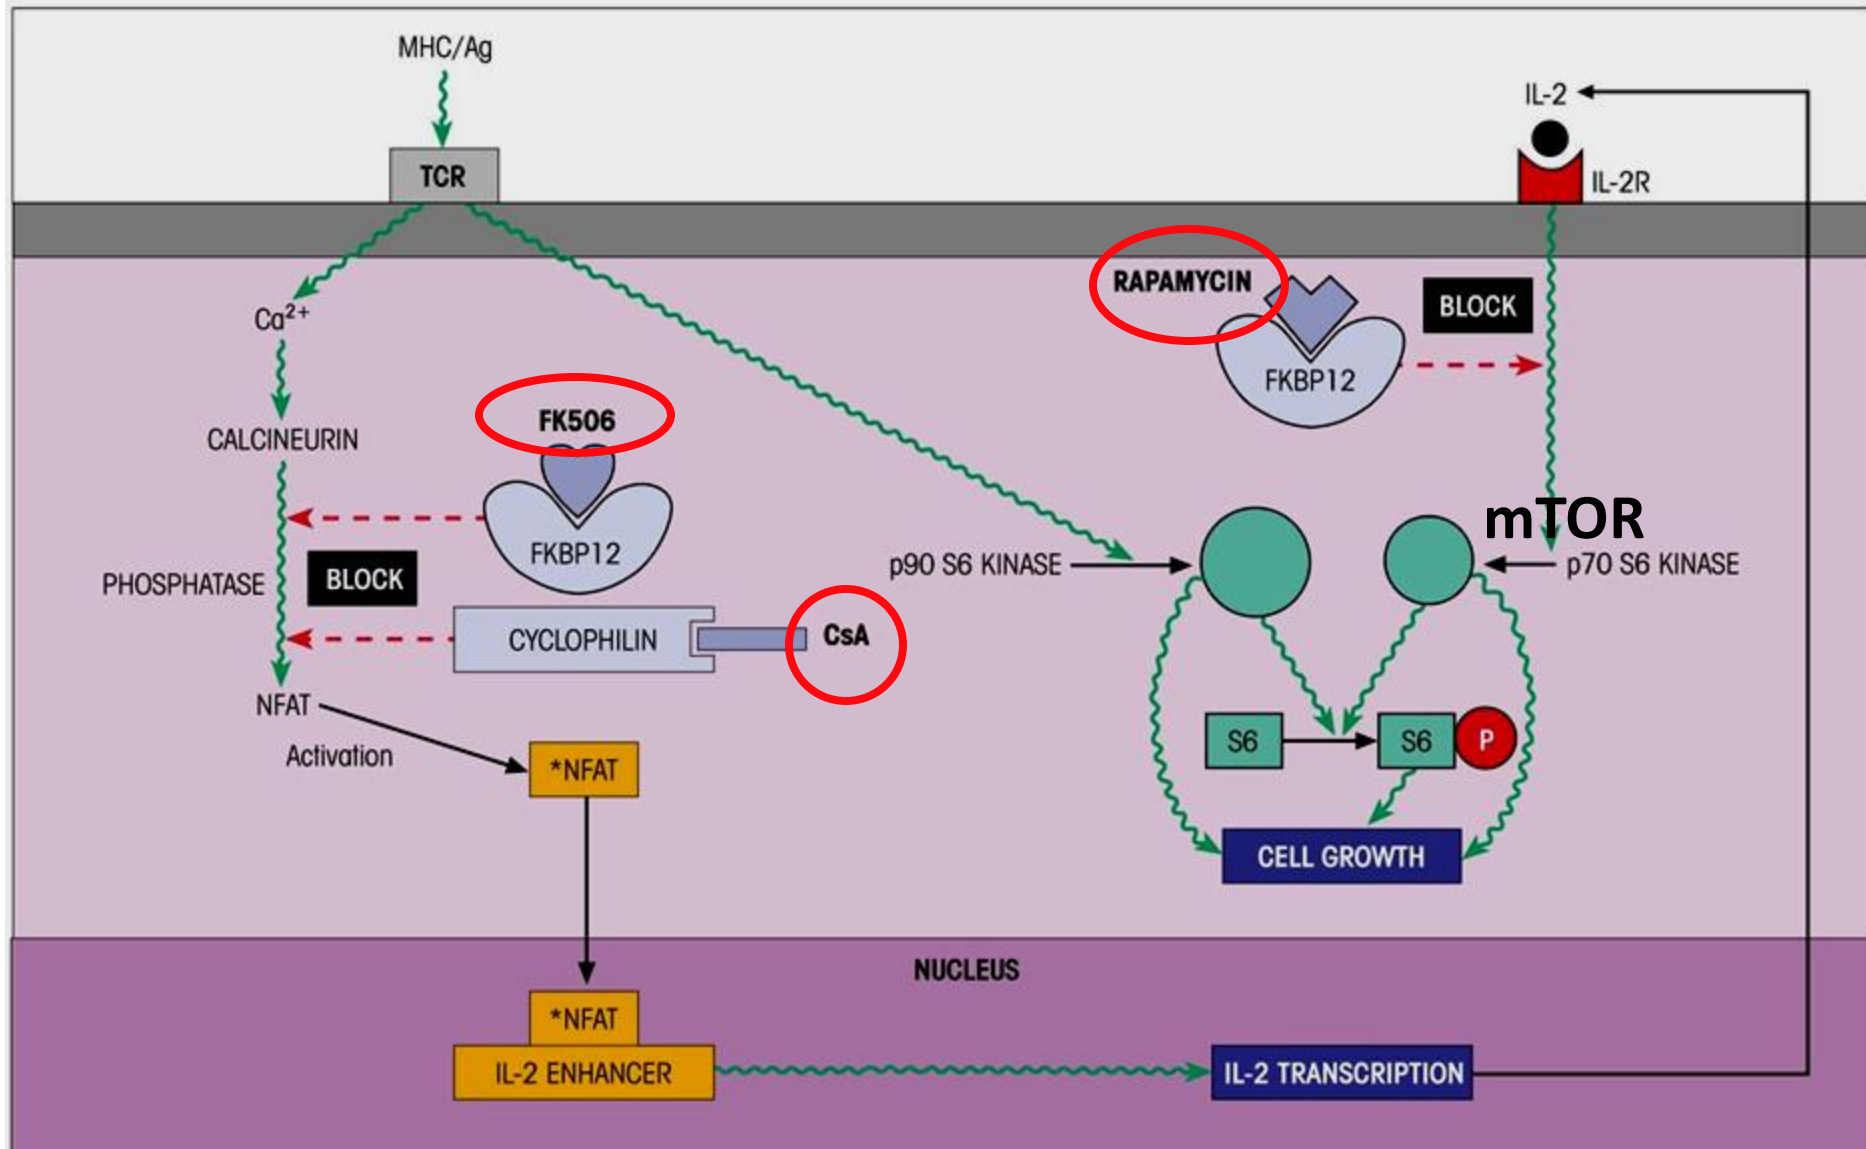 MHC/Ag
TCR
IL-2
IL-2R
Ca2+
RAPAMYCIN
BLOCK
FKBP12
CALCINEURIN
FK506
FKBP12
PHOSPHATASE
BLOCK
CYCLOPHILIN
CsA
mTOR
p90 S6 KINASE
p70 S6 KINASE
NFAT
Activation
*NFAT
S6
S6
P
CELL GROWTH
NUCLEUS
*NFAT
IL-2 ENHANCER
IL-2 TRANSCRIPTION